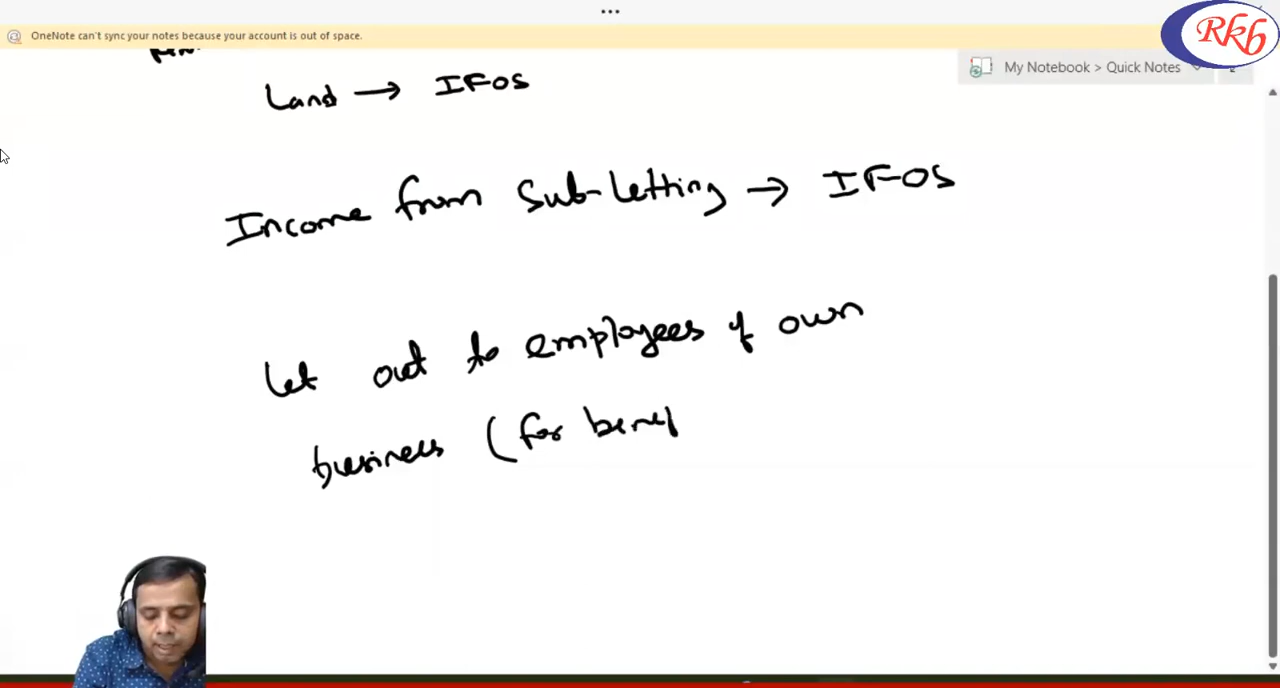 OneNote can't sync your notes because your account is out of space.
Rkb
My Notebook > Quick Notes
Land → IFOS
Income from Sub-Letting → IFOS
Let out to employees of own
business (for benef